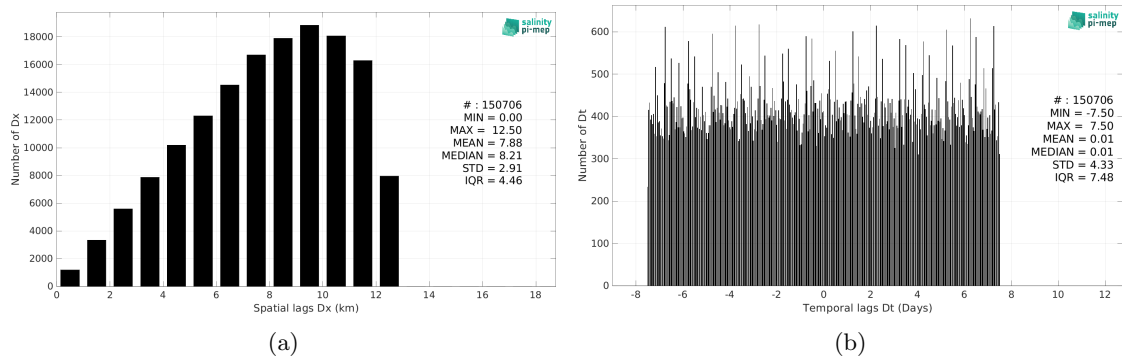 salinity
pi-mep
18000
16000
14000
12000
10000
8000
6000
4000
2000
0
Number of Dx
# : 150706
MIN = 0.00
MAX = 12.50
MEAN = 7.88
MEDIAN = 8.21
STD = 2.91
IQR = 4.46
0 2 4 6 8 10 12 14 16 18
Spatial lags Dx (km)
(a)
salinity
pi-mep
600
500
400
300
200
100
0
Number of Dt
# : 150706
MIN = -7.50
MAX = 7.50
MEAN = 0.01
MEDIAN = 0.01
STD = 4.33
IQR = 7.48
-8 -6 -4 -2 0 2 4 6 8 10 12
Temporal lags Dt (Days)
(b)